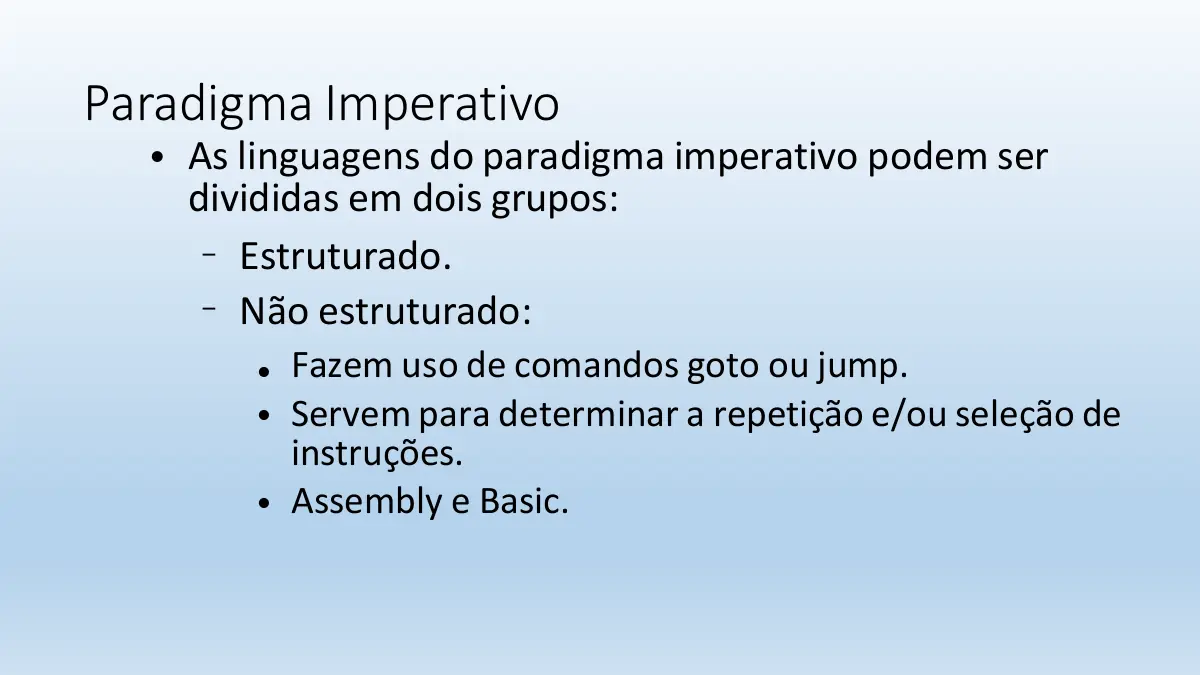 Paradigma Imperativo
• As linguagens do paradigma imperativo podem ser
divididas em dois grupos:
– Estruturado.
– Não estruturado:
• Fazem uso de comandos goto ou jump.
• Servem para determinar a repetição e/ou seleção de
instruções.
• Assembly e Basic.